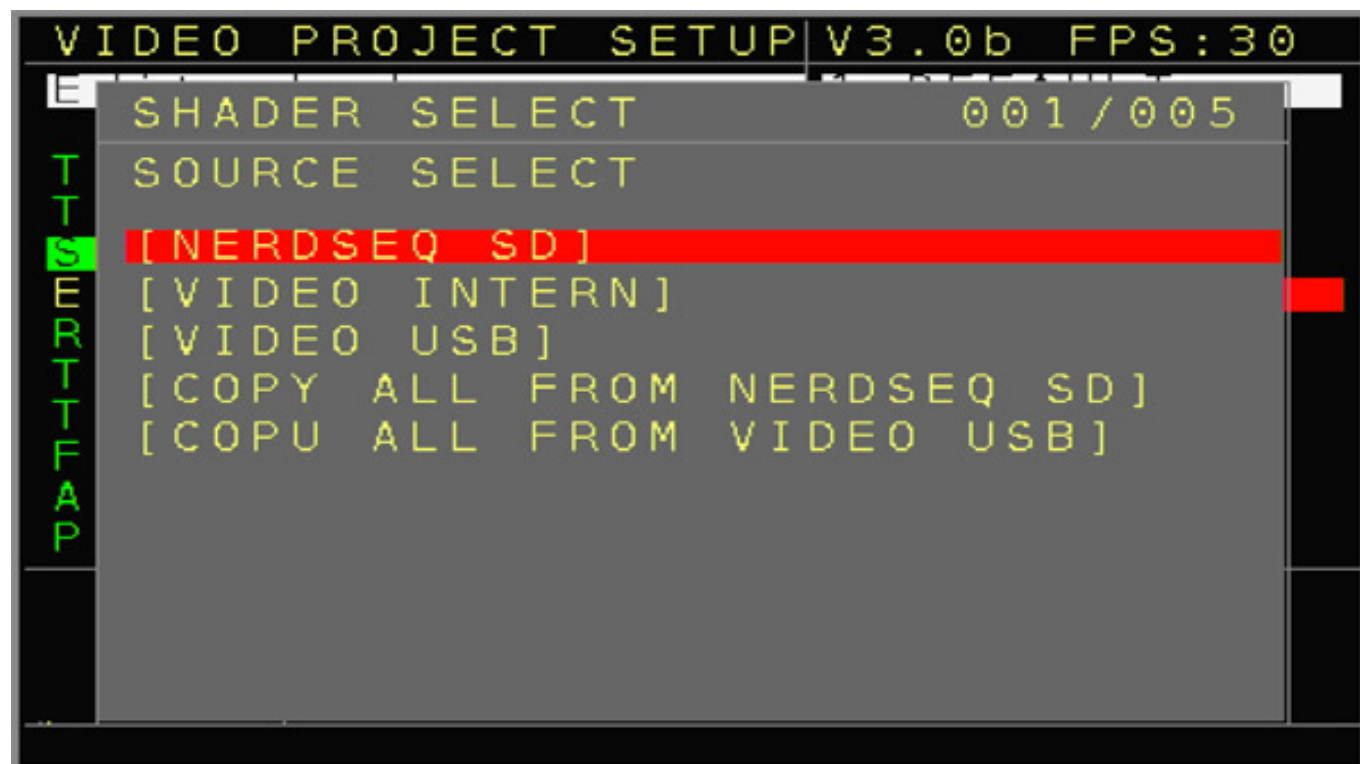 VIDEO PROJECT SETUP V3.0b FPS:30
E
SHADER SELECT 001/005
T SOURCE SELECT
T
S [NERDSEQ SD]
E [VIDEO INTERN]
R [VIDEO USB]
T [COPY ALL FROM NERDSEQ SD]
T
F [COPU ALL FROM VIDEO USB]
A
P